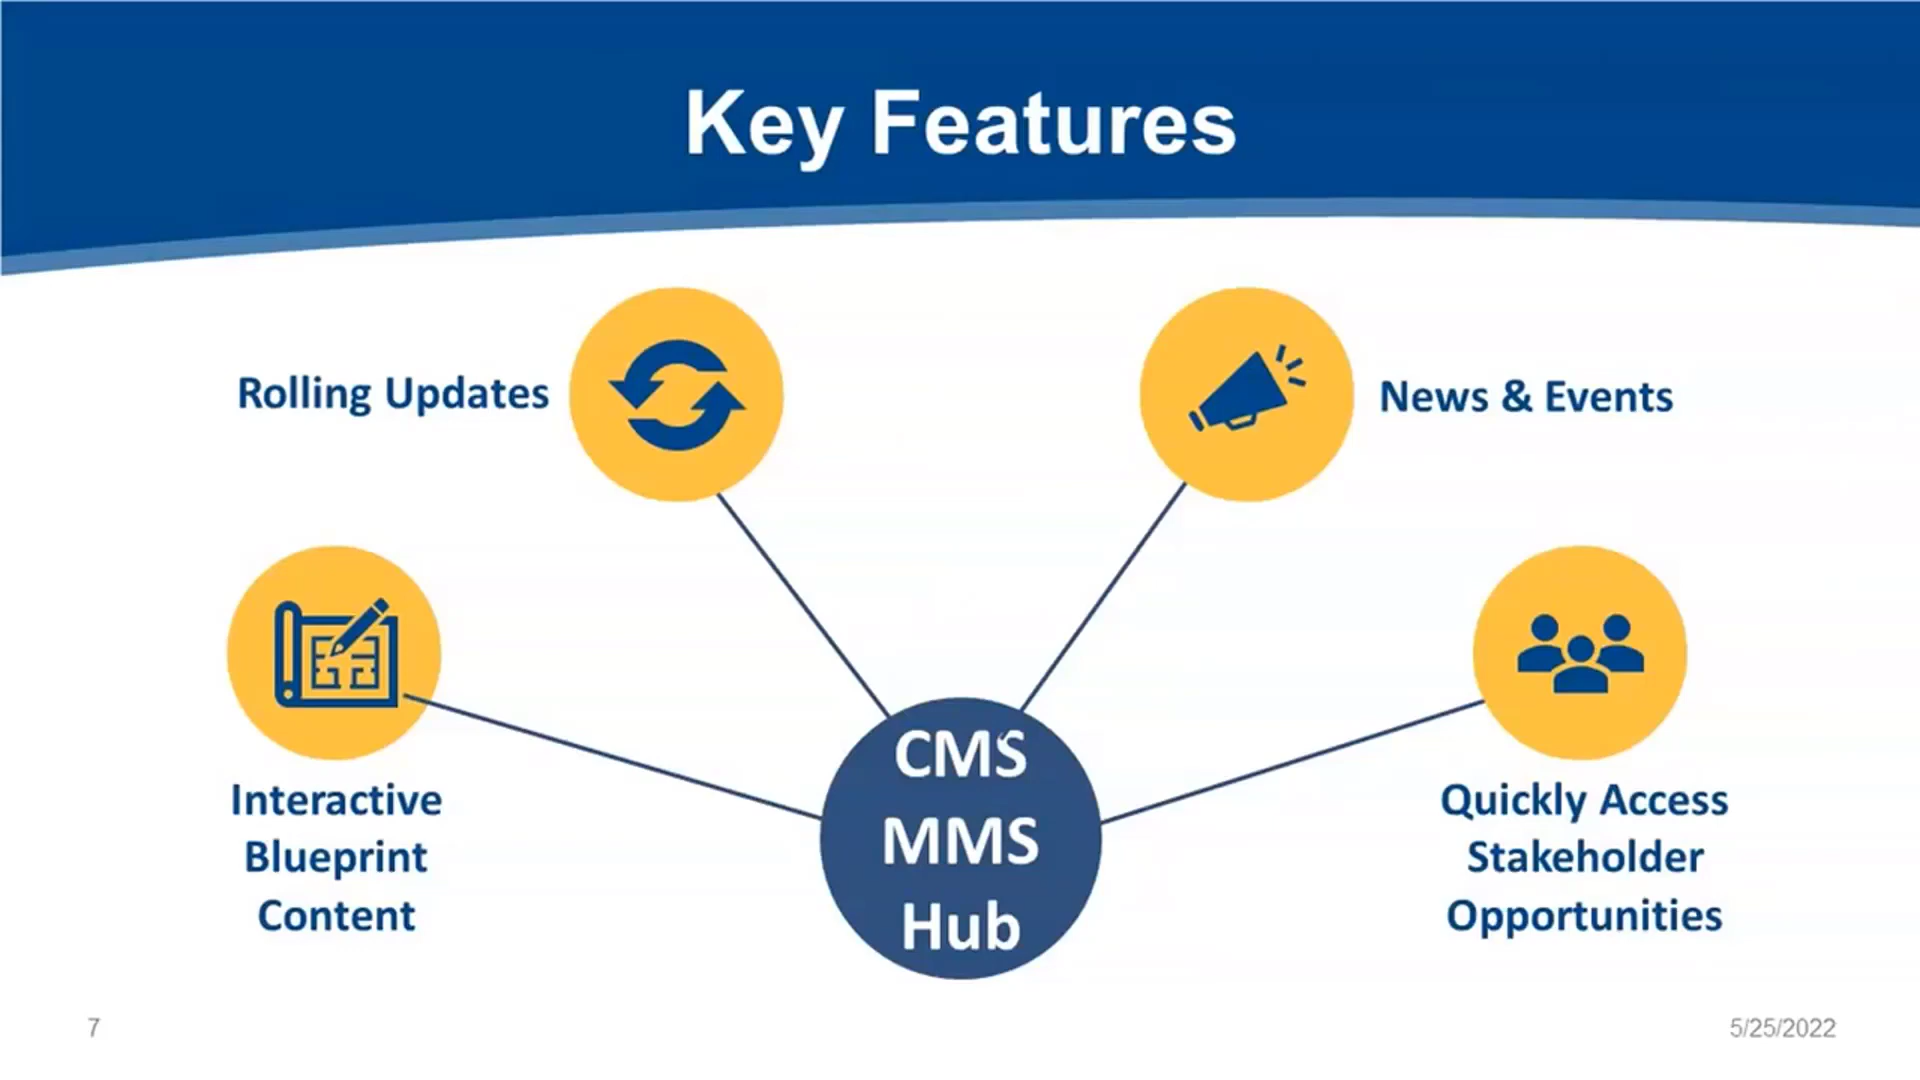 Key Features
Rolling Updates
News & Events
Interactive
Blueprint
Content
CMS
MMS
Hub
Quickly Access
Stakeholder
Opportunities
7
5/25/2022